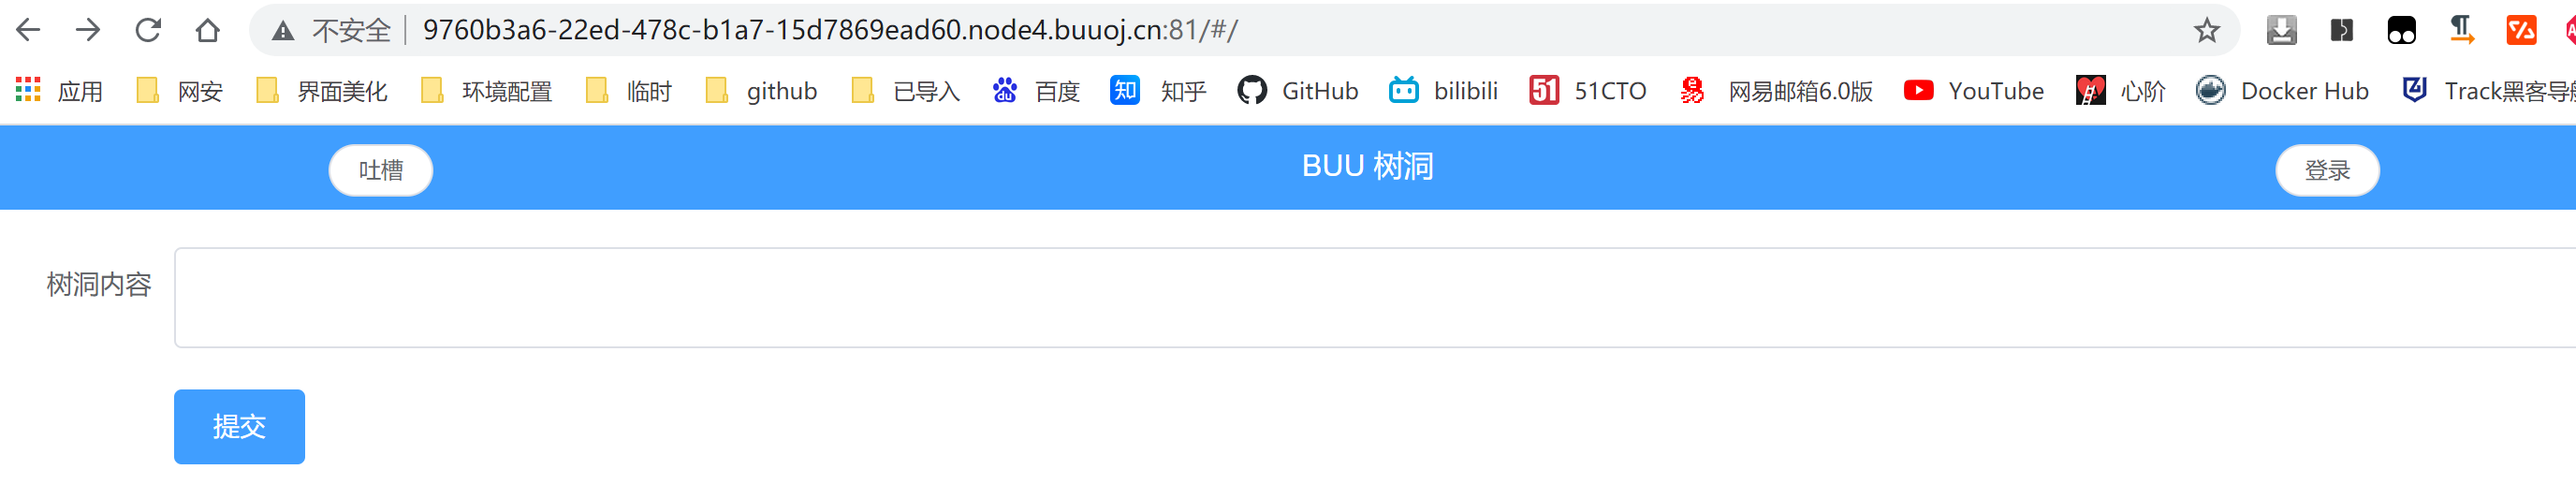 不安全 9760b3a6-22ed-478c-b1a7-15d7869ead60.node4.buuoj.cn:81/#/
应用 网安 界面美化 环境配置 临时 github 已导入 du 百度 知 知乎 GitHub bilibili 51 51CTO 易 网易邮箱6.0版 YouTube 心阶 Docker Hub Track黑客导
吐槽 BUU 树洞 登录
树洞内容
提交